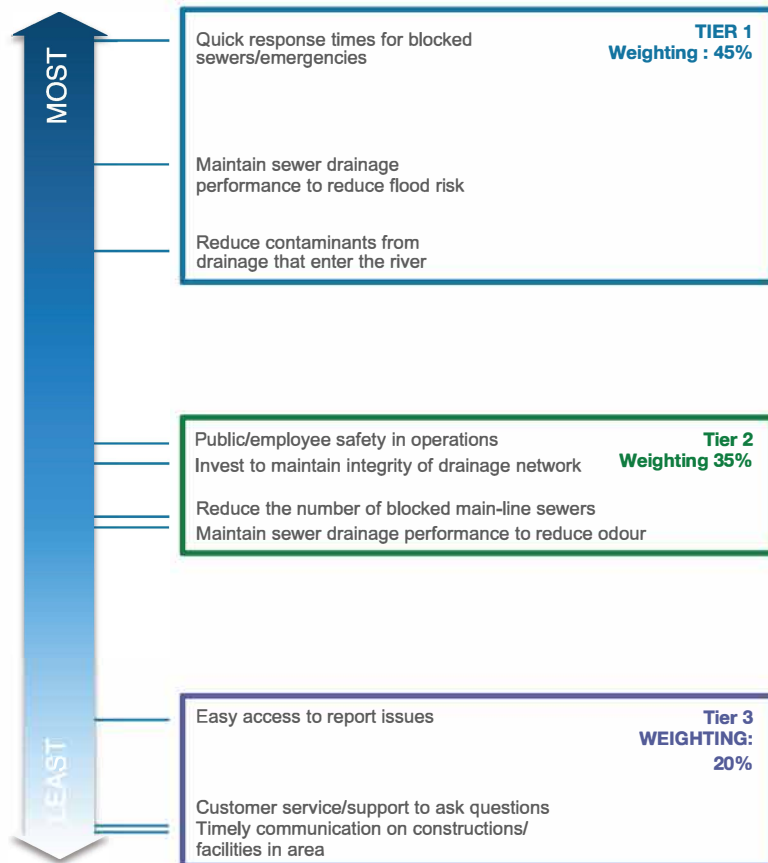 MOST
Quick response times for blocked
sewers/emergencies
TIER 1
Weighting : 45%
Maintain sewer drainage
performance to reduce flood risk
Reduce contaminants from
drainage that enter the river
Public/employee safety in operations
Tier 2
Invest to maintain integrity of drainage network
Weighting 35%
Reduce the number of blocked main-line sewers
Maintain sewer drainage performance to reduce odour
Easy access to report issues
Tier 3
WEIGHTING:
20%
LEAST
Customer service/support to ask questions
Timely communication on constructions/
facilities in area